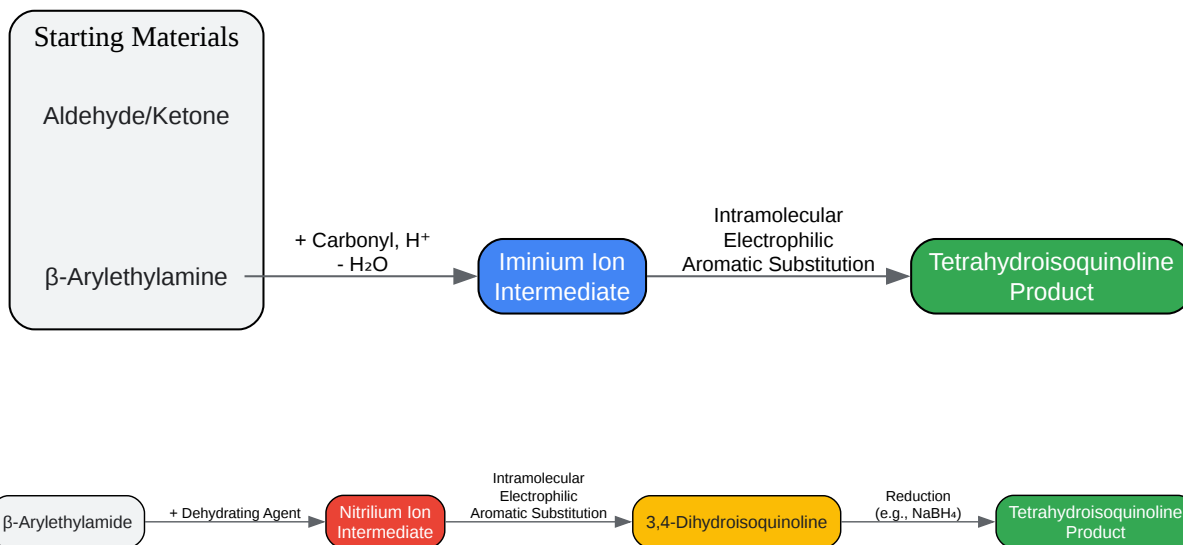 Starting Materials
Aldehyde/Ketone
β-Arylethylamine
+ Carbonyl, H⁺
- H₂O
Iminium Ion
Intermediate
Intramolecular
Electrophilic
Aromatic Substitution
Tetrahydroisoquinoline
Product
β-Arylethylamide
+ Dehydrating Agent
Nitrilium Ion
Intermediate
Intramolecular
Electrophilic
Aromatic Substitution
3,4-Dihydroisoquinoline
Reduction
(e.g., NaBH₄)
Tetrahydroisoquinoline
Product